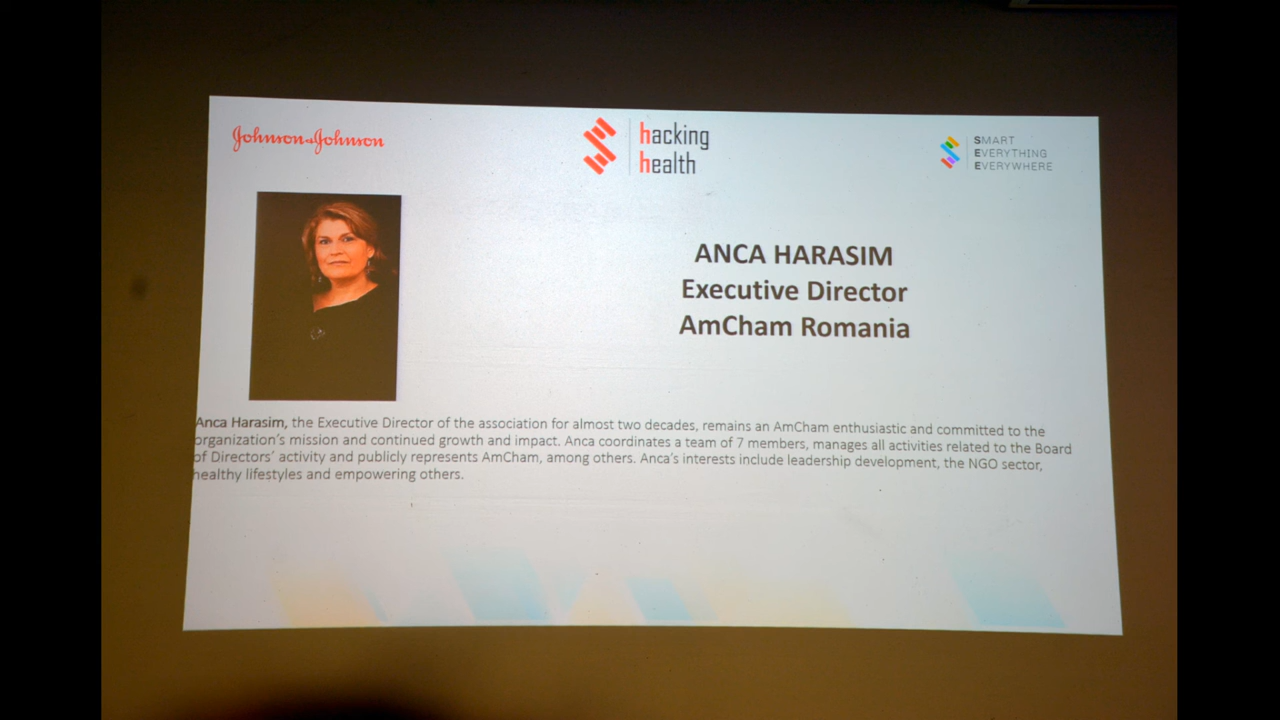 Johnson & Johnson
hacking
health
SMART
EVERYTHING
EVERYWHERE
ANCA HARASIM
Executive Director
AmCham Romania
Anca Harasim, the Executive Director of the association for almost two decades, remains an AmCham enthusiastic and committed to the
organization's mission and continued growth and impact. Anca coordinates a team of 7 members, manages all activities related to the Board
of Directors' activity and publicly represents AmCham, among others. Anca's interests include leadership development, the NGO sector,
healthy lifestyles and empowering others.